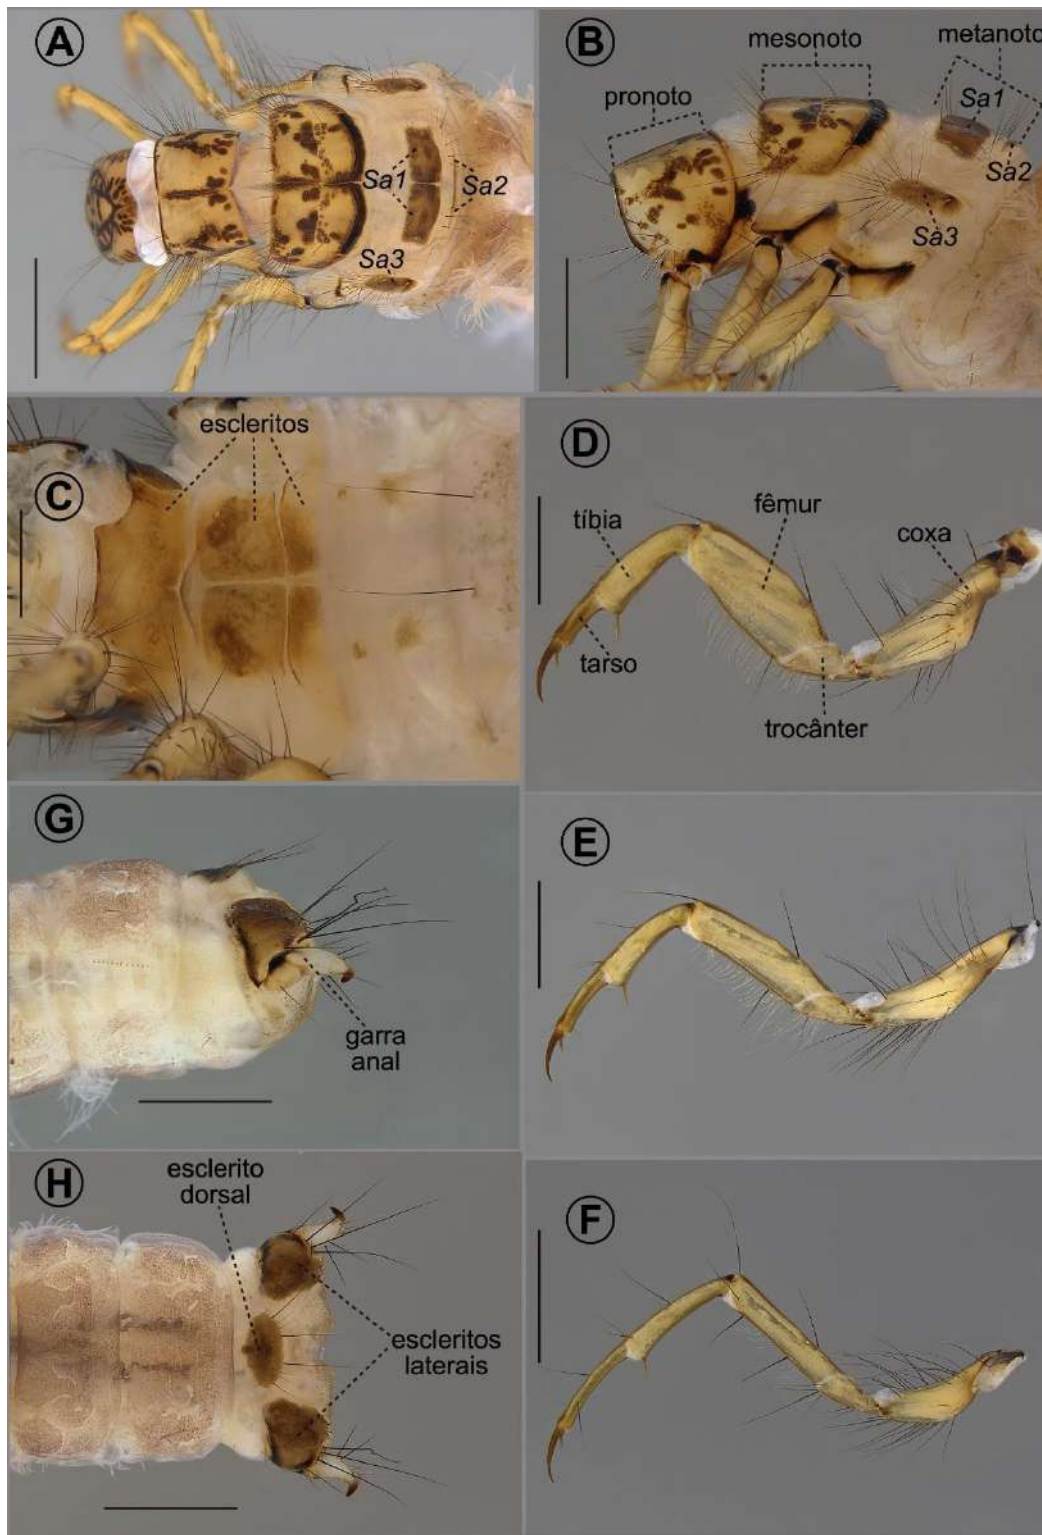 A
Sa1
Sa2
Sa3
B
mesonoto
metanoto
pronoto
Sa1
Sa2
Sa3
C
escleritos
D
fêmur
tíbia
coxa
tarso
trocânter
G
garra
anal
E
H
esclerito
dorsal
escleritos
laterais
F